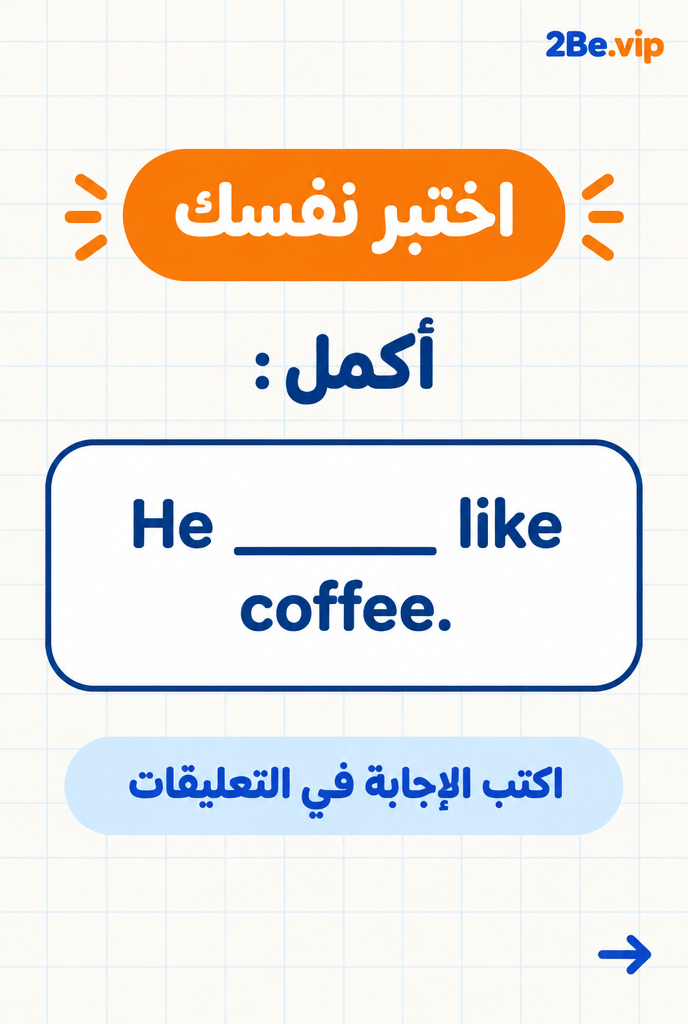 2Be.vip
اختبر نفسك
أكمل :
He ______ like
coffee.
اكتب الإجابة في التعليقات